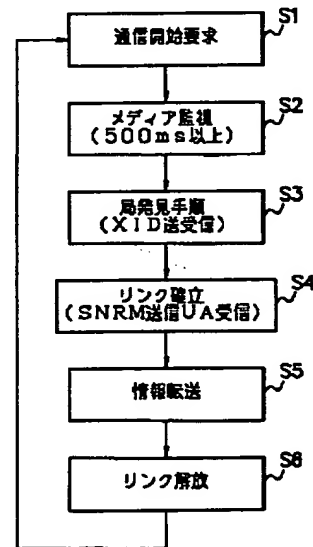 S1
通信開始要求
S2
メディア監視
(500ms以上)
S3
局発見手順
(XID送受信)
S4
リンク確立
(SNRM送信UA受信)
S5
情報転送
S6
リンク解放